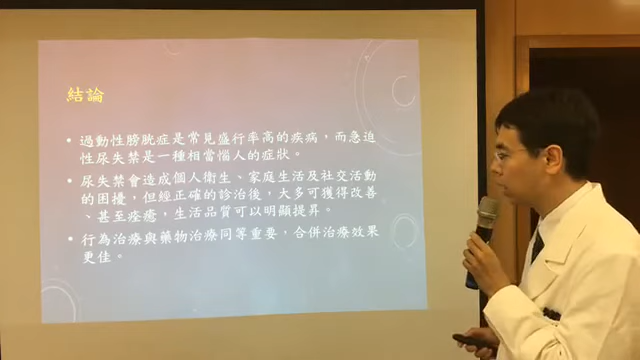 結論
• 過動性膀胱症是常見盛行率高的疾病，而急迫
性尿失禁是一種相當惱人的症狀。
• 尿失禁會造成個人衛生、家庭生活及社交活動
的困擾，但經正確的診治後，大多可獲得改善
、甚至痊癒，生活品質可以明顯提昇。
• 行為治療與藥物治療同等重要，合併治療效果
更佳。